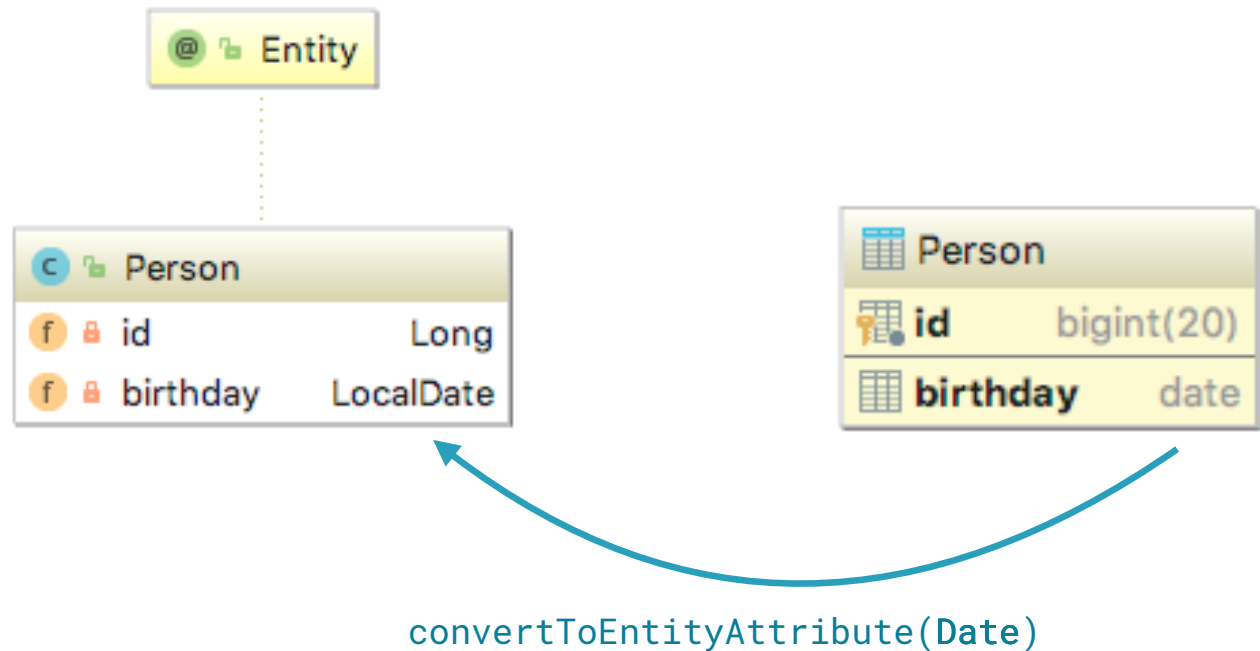 @ Entity
C Person
f id Long
f birthday LocalDate
Person
id bigint(20)
birthday date
convertToEntityAttribute(Date)